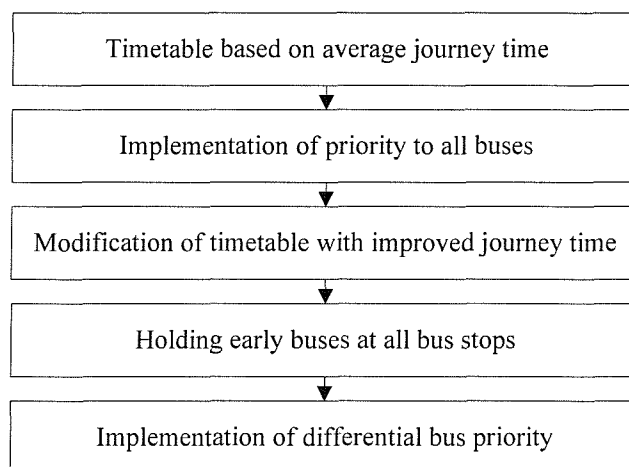 Timetable based on average journey time
Implementation of priority to all buses
Modification of timetable with improved journey time
Holding early buses at all bus stops
Implementation of differential bus priority